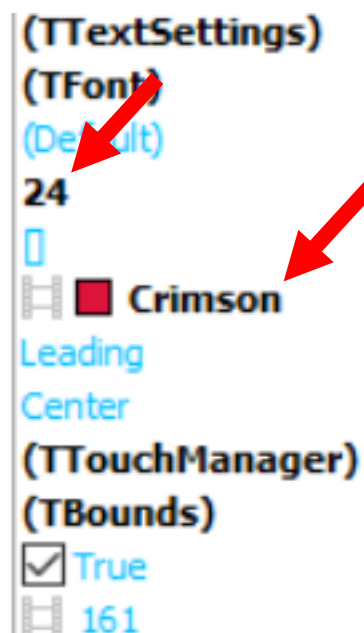 (TTextSettings)
(TFont)
(Default)
24
[]
Crimson
Leading
Center
(TTouchManager)
(TBounds)
True
161